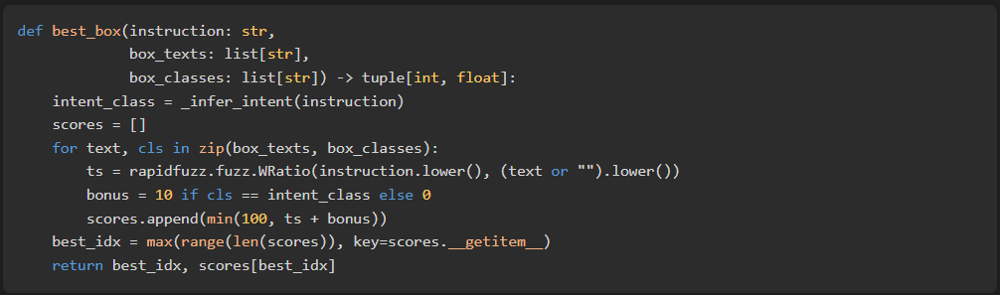 def best_box(instruction: str,
             box_texts: list[str],
             box_classes: list[str]) -> tuple[int, float]:
    intent_class = _infer_intent(instruction)
    scores = []
    for text, cls in zip(box_texts, box_classes):
        ts = rapidfuzz.fuzz.WRatio(instruction.lower(), (text or "").lower())
        bonus = 10 if cls == intent_class else 0
        scores.append(min(100, ts + bonus))
    best_idx = max(range(len(scores)), key=scores.__getitem__)
    return best_idx, scores[best_idx]